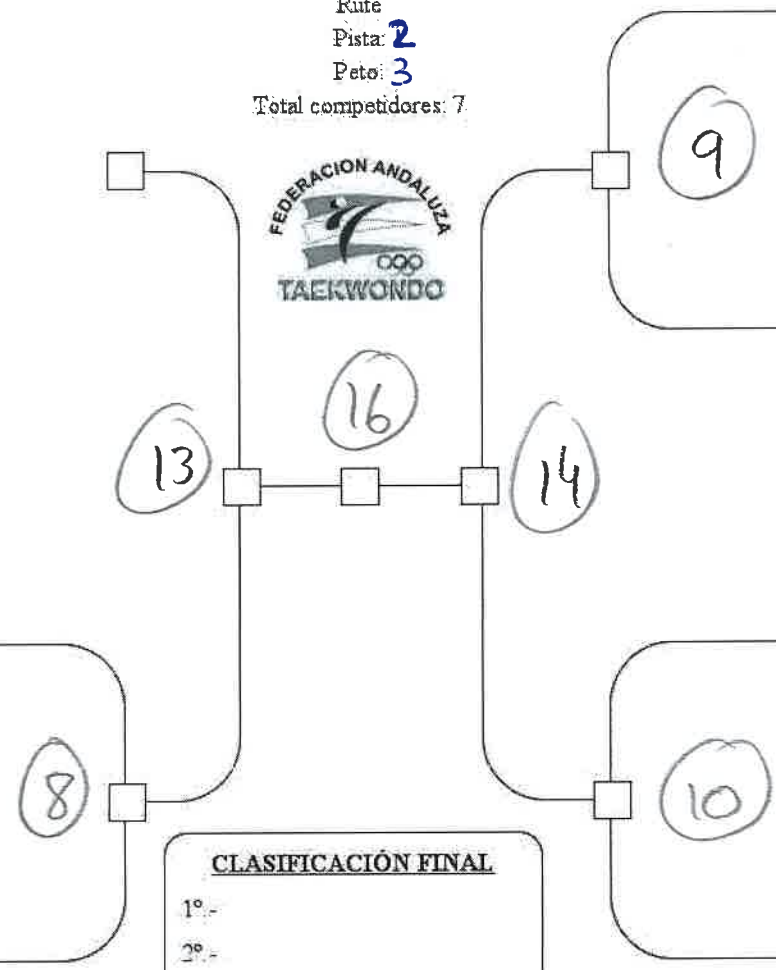 Rute
Pista: 2
Peto: 3
Total competidores: 7
FEDERACION ANDALUZA
TAEKWONDO
9
16
13
14
8
10
CLASIFICACIÓN FINAL
1º.-
2º.-